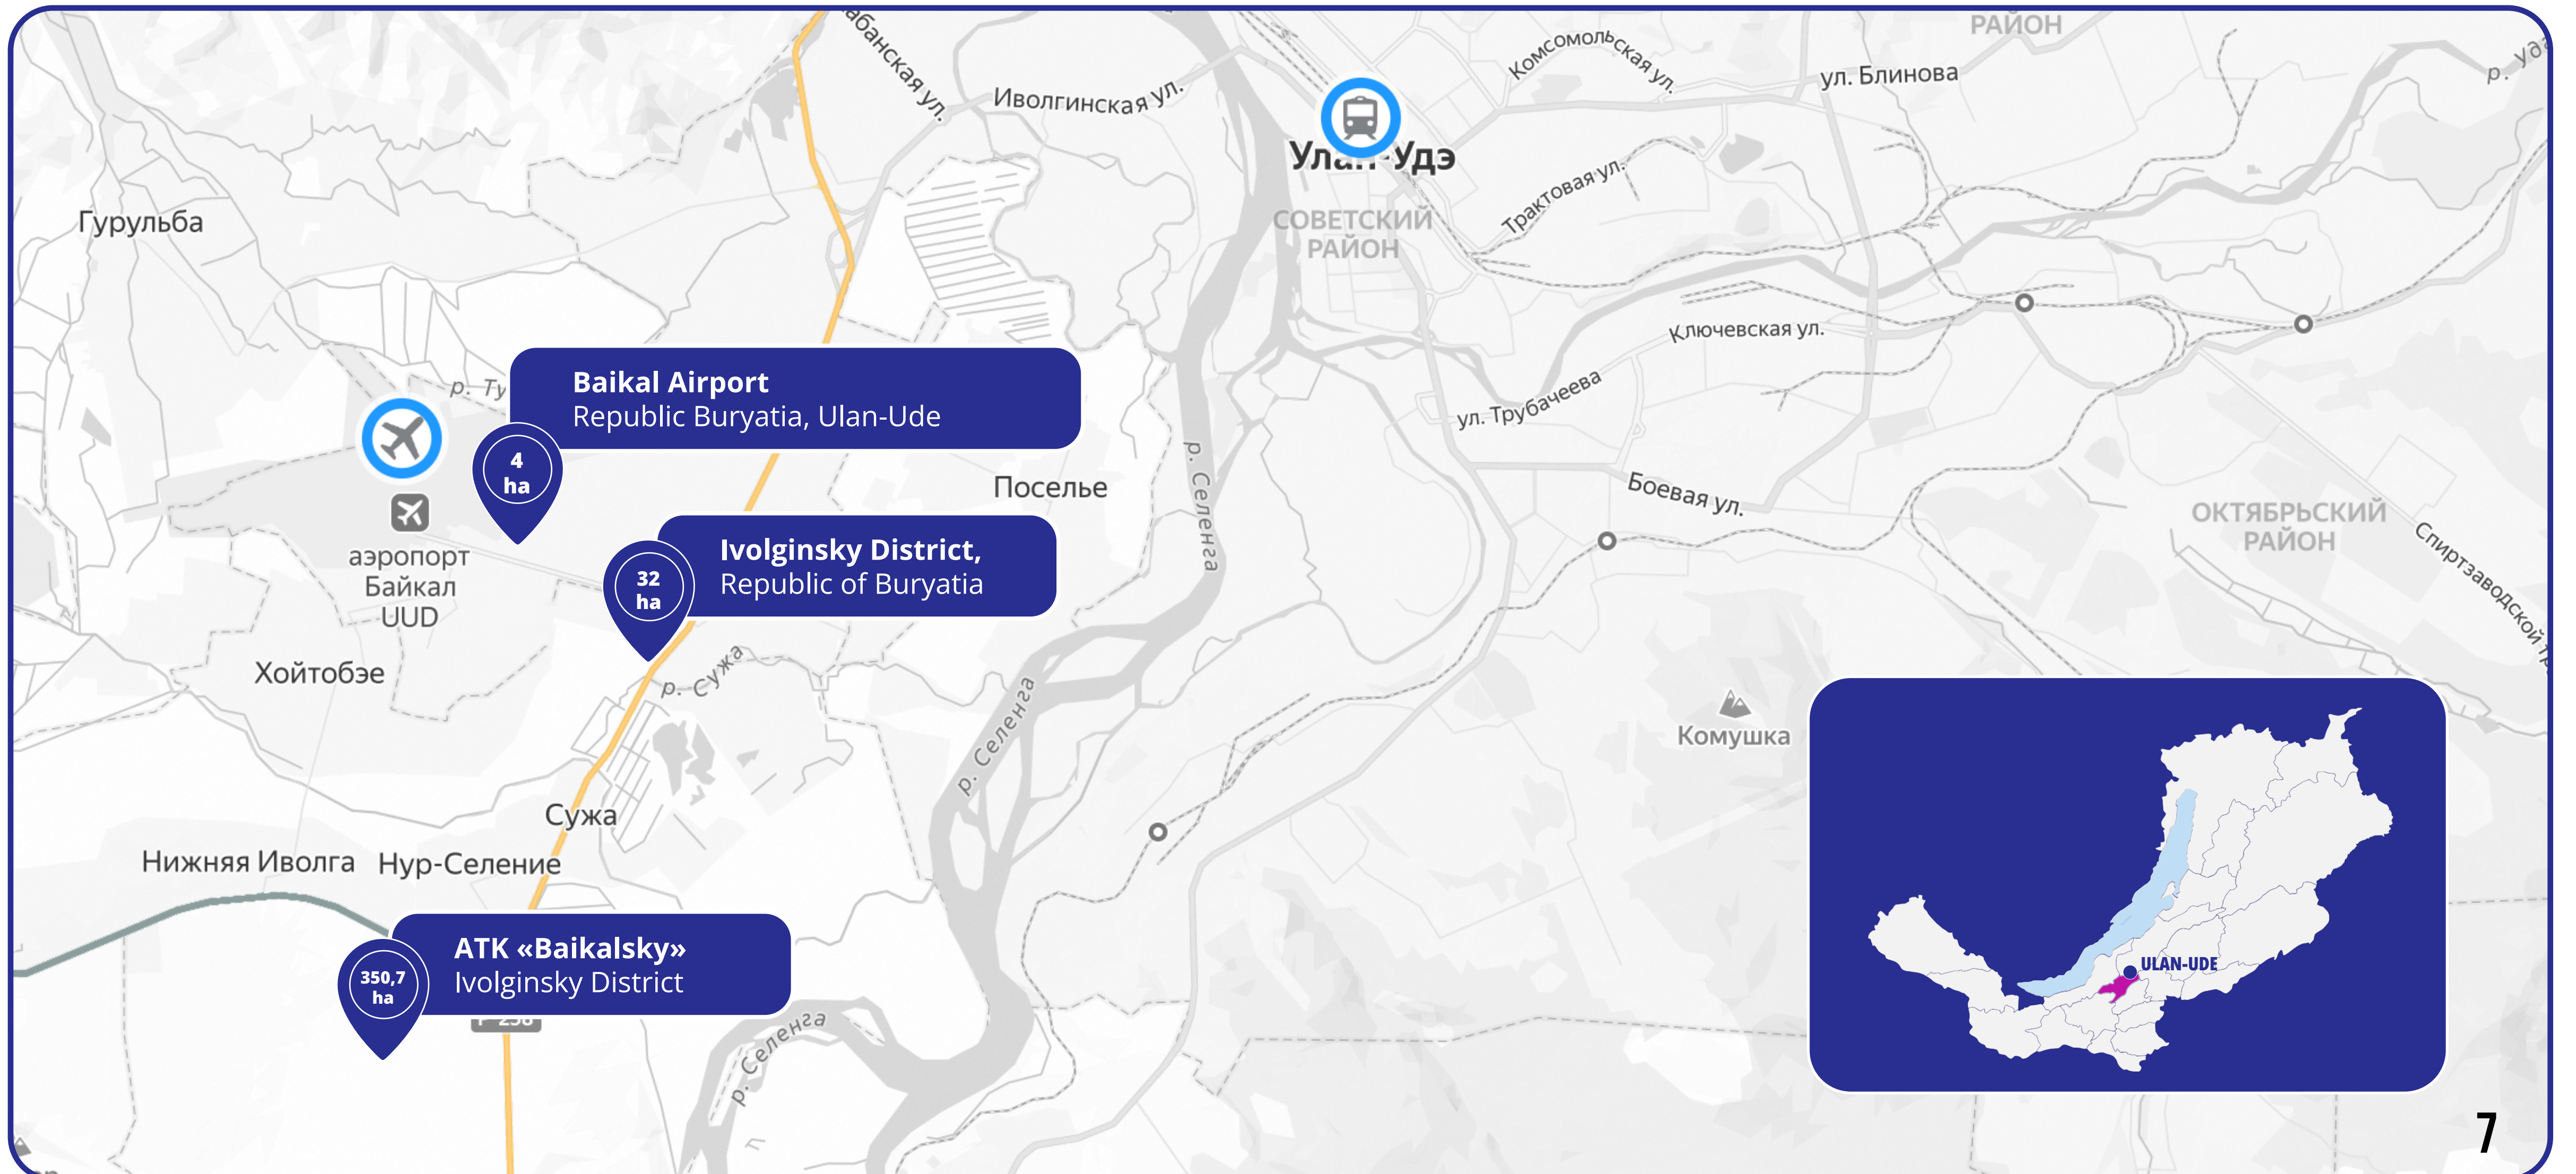 РАЙОН
Комсомольская ул.
ул. Блинова
Иволгинская ул.
Улан-Удэ
Трактовая ул.
Гурульба
СОВЕТСКИЙ
РАЙОН
Ключевская ул.
р.
Baikal Airport
Republic Buryatia, Ulan-Ude
ул. Трубачеева
4
ha
Поселье
р. Селенга
Боевая ул.
ОКТЯБРЬСКИЙ
РАЙОН
аэропорт
Байкал
UUD
Ivolginsky District,
Republic of Buryatia
32
ha
Хойтобэе
р. Сужа
р. Селенга
Комушка
Сужа
Нижняя Иволга
Нур-Селение
ATK «Baikalsky»
Ivolginsky District
350,7
ha
р. Селенга
ULAN-UDE
7